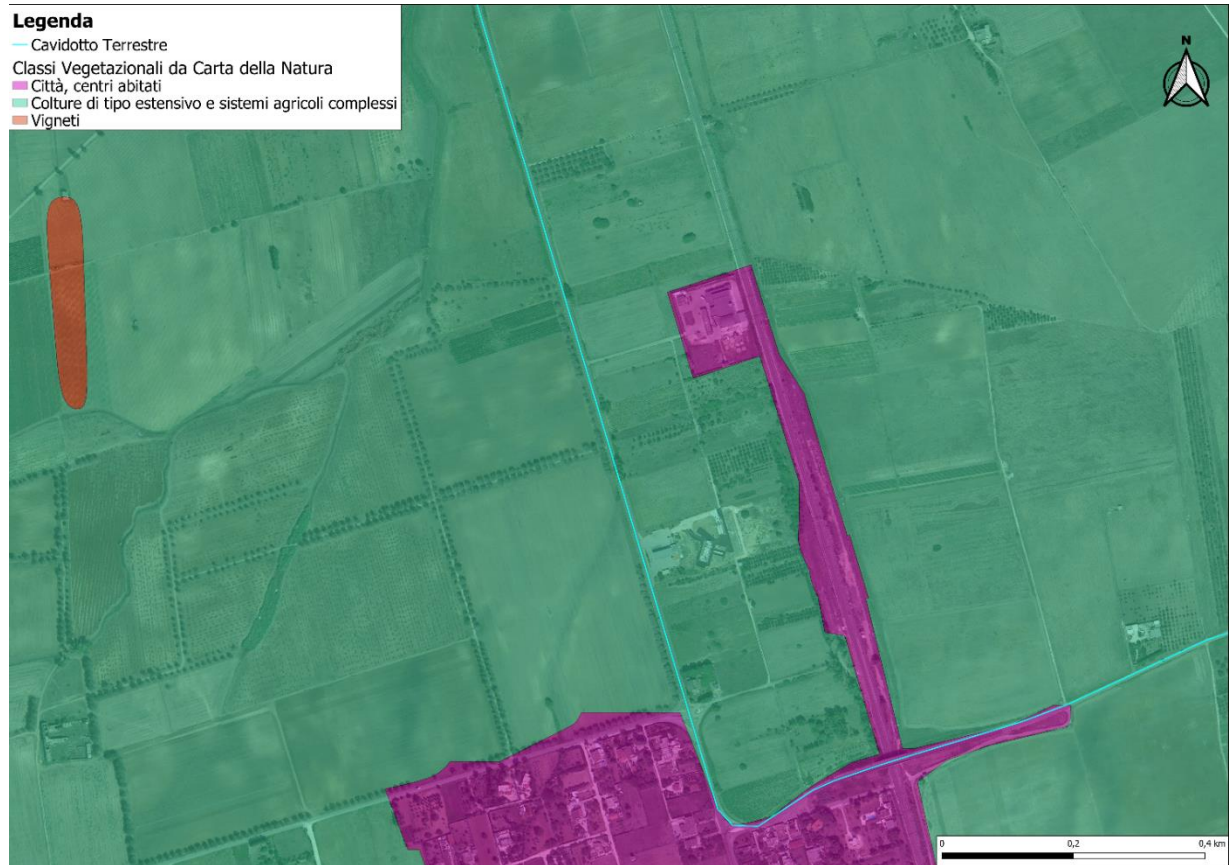 Legenda
Cavidotto Terrestre
Classi Vegetazionali da Carta della Natura
Città, centri abitati
Colture di tipo estensivo e sistemi agricoli complessi
Vigneti
N
0 0,2 0,4 km